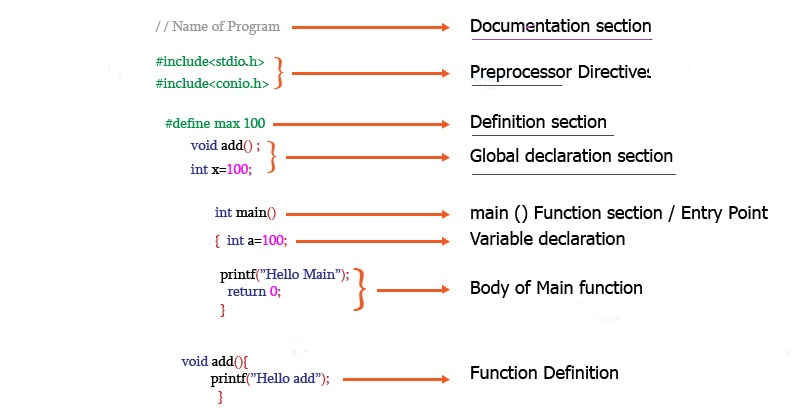 // Name of Program → Documentation section
#include<stdio.h>
#include<conio.h> } → Preprocessor Directives
#define max 100 → Definition section
void add() ;
int x=100; } → Global declaration section
int main() → main () Function section / Entry Point
{ int a=100; → Variable declaration
printf("Hello Main");
return 0;
} } → Body of Main function
void add(){
printf("Hello add"); → Function Definition
}